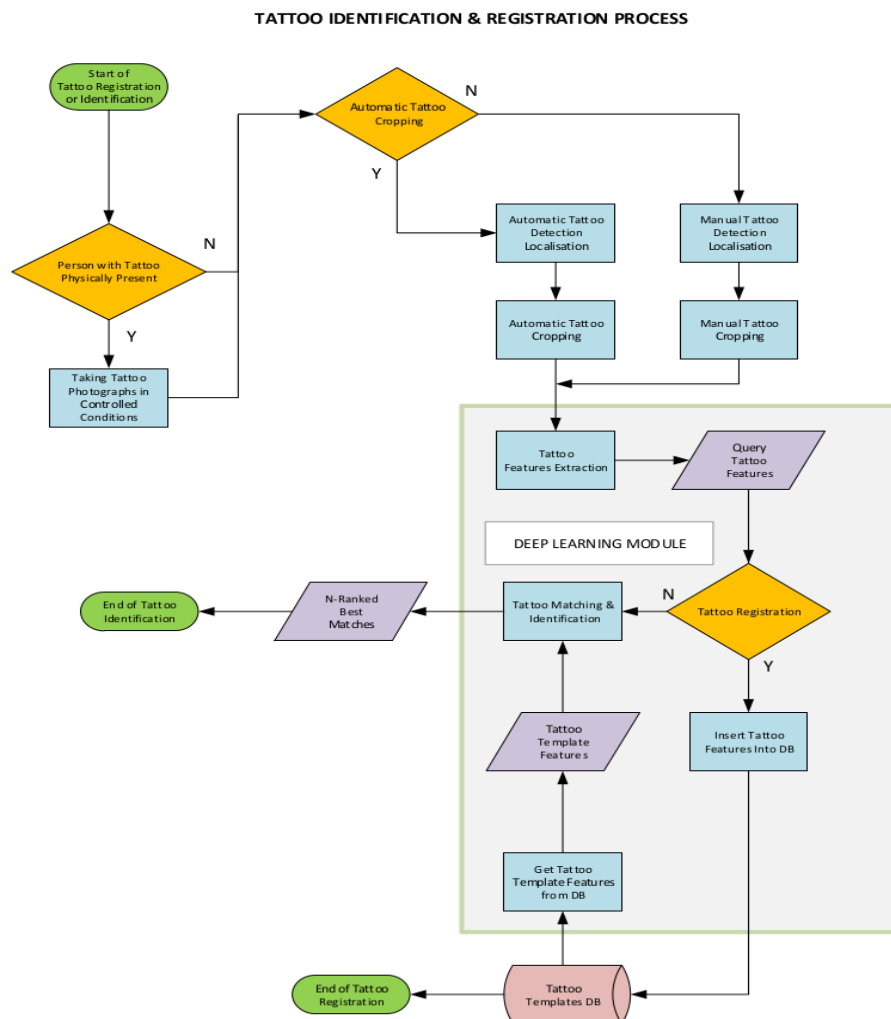 TATTOO IDENTIFICATION & REGISTRATION PROCESS
Start of
Tattoo Registration
or Identification
Automatic Tattoo
Cropping
N
Y
Person with Tattoo
Physically Present
N
Y
Taking Tattoo
Photographs in
Controlled
Conditions
Automatic Tattoo
Detection
Localisation
Manual Tattoo
Detection
Localisation
Automatic Tattoo
Cropping
Manual Tattoo
Cropping
Tattoo
Features Extraction
Query
Tattoo
Features
DEEP LEARNING MODULE
Tattoo Registration
N
Y
Tattoo Matching &
Identification
N-Ranked
Best
Matches
End of Tattoo
Identification
Insert Tattoo
Features Into DB
Tattoo
Template
Features
Get Tattoo
Template Features
from DB
Tattoo
Templates DB
End of Tattoo
Registration